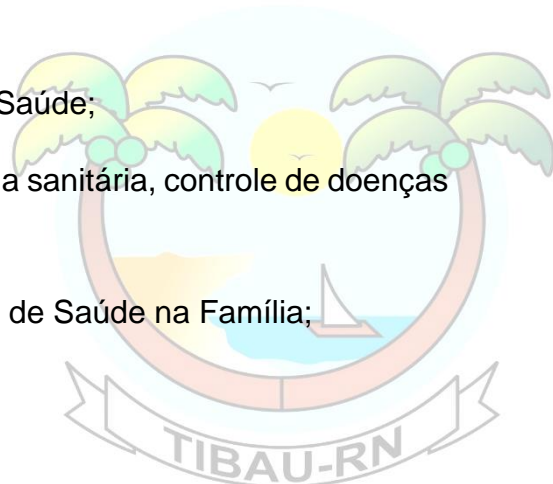 Saúde;
a sanitária, controle de doenças
de Saúde na Família;
TIBAU-RN